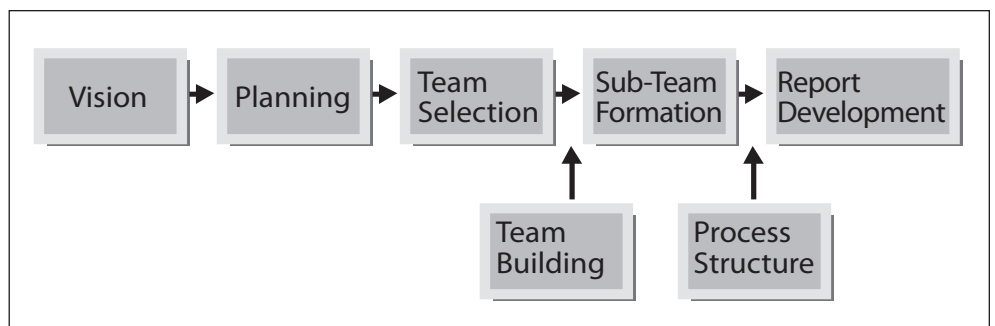 Vision
Planning
Team
Selection
Sub-Team
Formation
Report
Development
Team
Building
Process
Structure